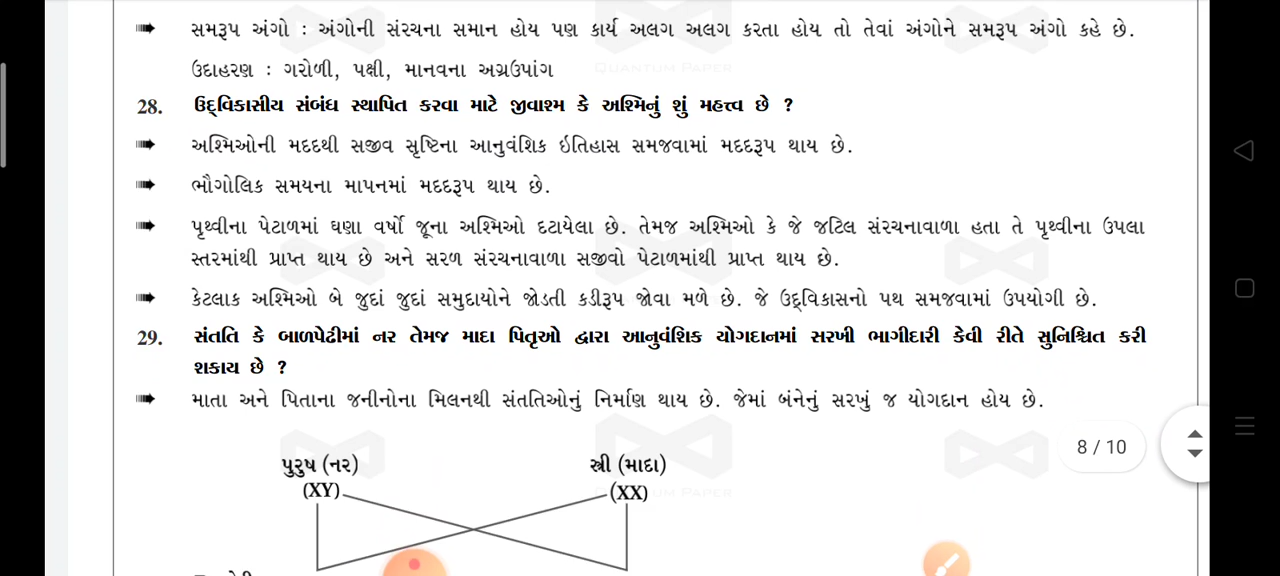 ➠ સમરૂપ અંગો : અંગોની સંરચના સમાન હોય પણ કાર્ય અલગ અલગ કરતા હોય તો તેવાં અંગોને સમરૂપ અંગો કહે છે.
ઉદાહરણ : ગરોળી, પક્ષી, માનવના અગ્રઉપાંગ
QUANTUM PAPER
28. ઉદ્‌વિકાસીય સંબંધ સ્થાપિત કરવા માટે જીવાશ્મ કે અશ્મિનું શું મહત્ત્વ છે ?
➠ અશ્મિઓની મદદથી સજીવ સૃષ્ટિના આનુવંશિક ઇતિહાસ સમજવામાં મદદરૂપ થાય છે.
➠ ભૌગોલિક સમયના માપનમાં મદદરૂપ થાય છે.
➠ પૃથ્વીના પેટાળમાં ઘણા વર્ષો જૂના અશ્મિઓ દટાયેલા છે. તેમજ અશ્મિઓ કે જે જટિલ સંરચનાવાળા હતા તે પૃથ્વીના ઉપલા
સ્તરમાંથી પ્રાપ્ત થાય છે અને સરળ સંરચનાવાળા સજીવો પેટાળમાંથી પ્રાપ્ત થાય છે.
➠ કેટલાક અશ્મિઓ બે જુદાં જુદાં સમુદાયોને જોડતી કડીરૂપ જોવા મળે છે. જે ઉદ્‌વિકાસનો પથ સમજવામાં ઉપયોગી છે.
29. સંતતિ કે બાળપેઢીમાં નર તેમજ માદા પિતૃઓ દ્વારા આનુવંશિક યોગદાનમાં સરખી ભાગીદારી કેવી રીતે સુનિશ્ચિત કરી
શકાય છે ?
➠ માતા અને પિતાના જનીનોના મિલનથી સંતતિઓનું નિર્માણ થાય છે. જેમાં બંનેનું સરખું જ યોગદાન હોય છે.
8 / 10
પુરુષ (નર) સ્ત્રી (માદા)
(XY) (XX)